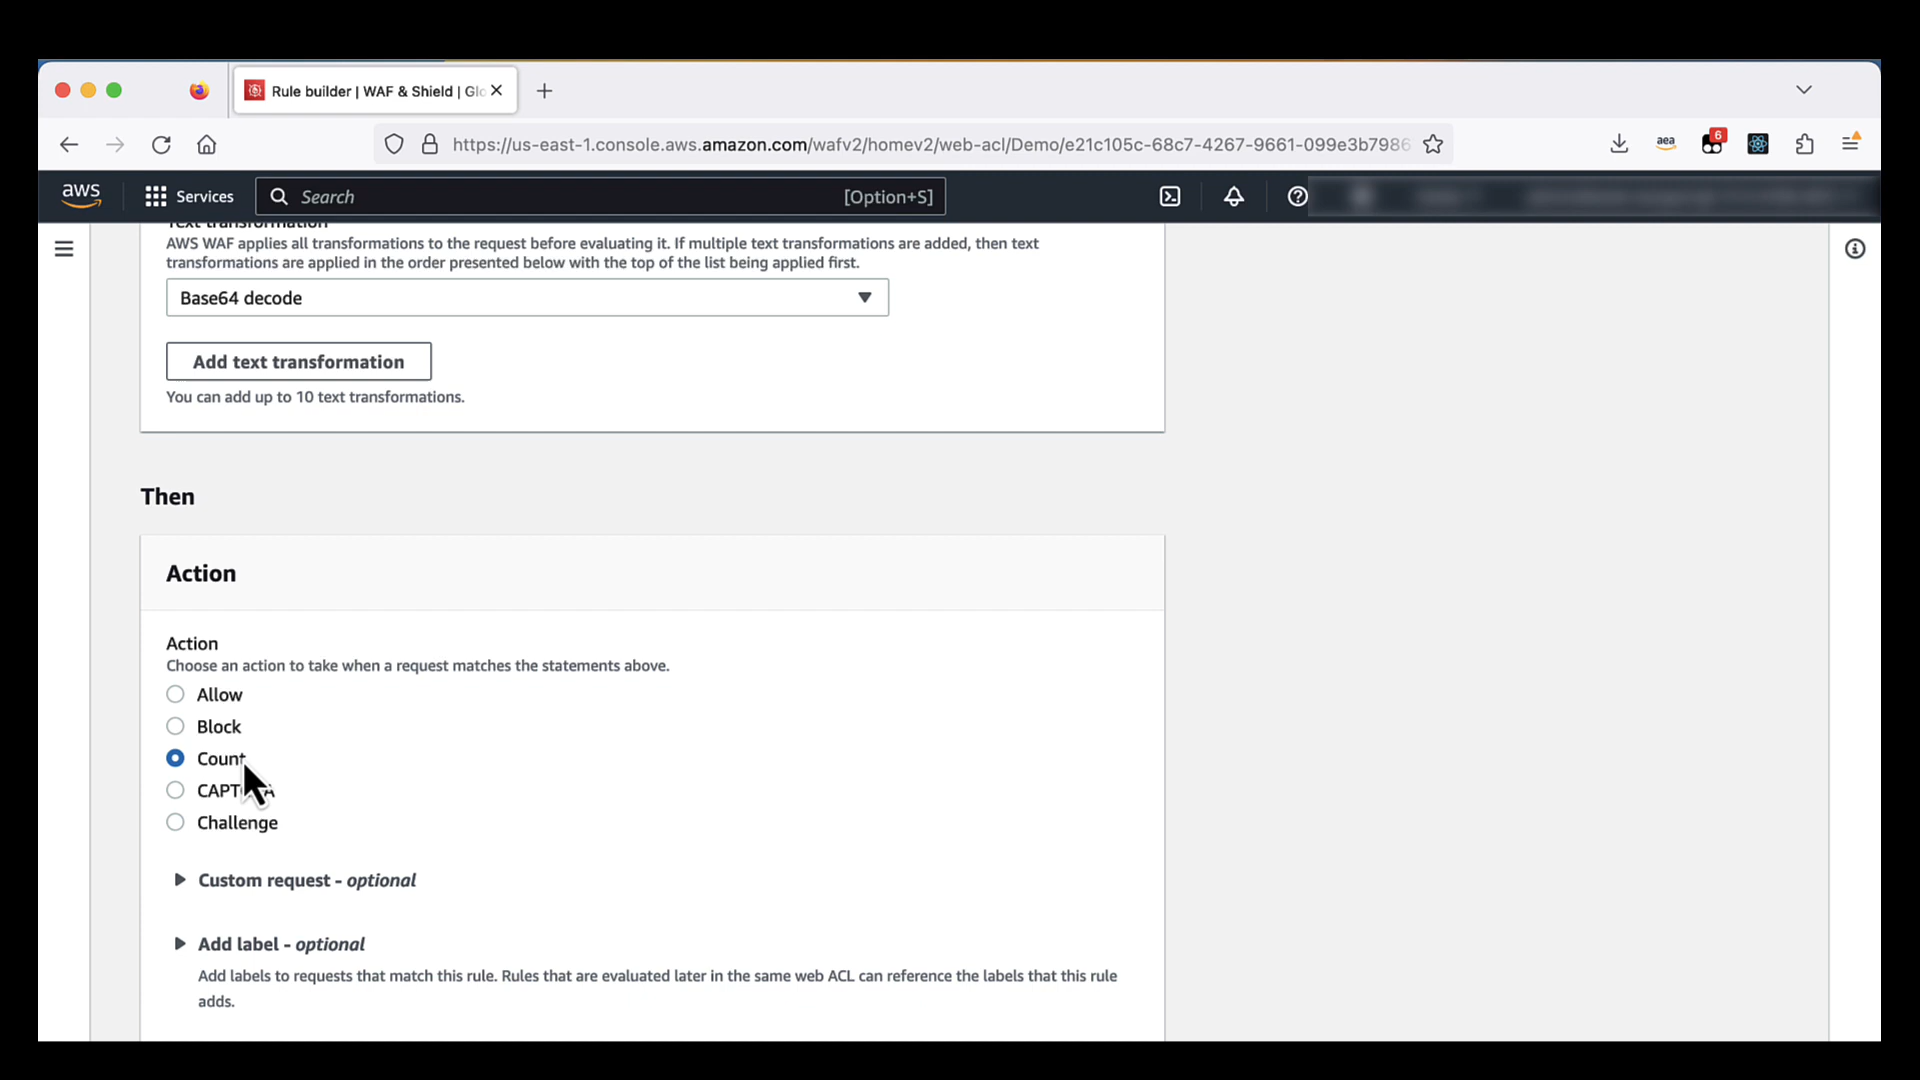 Rule builder | WAF & Shield | Glo
https://us-east-1.console.aws.amazon.com/wafv2/homev2/web-acl/Demo/e21c105c-68c7-4267-9661-099e3b7986
aea
6
aws
Services
Search
[Option+S]
Text transformation
AWS WAF applies all transformations to the request before evaluating it. If multiple text transformations are added, then text
transformations are applied in the order presented below with the top of the list being applied first.
Base64 decode
Add text transformation
You can add up to 10 text transformations.
Then
Action
Action
Choose an action to take when a request matches the statements above.
Allow
Block
Count
CAPTCHA
Challenge
Custom request - optional
Add label - optional
Add labels to requests that match this rule. Rules that are evaluated later in the same web ACL can reference the labels that this rule
adds.